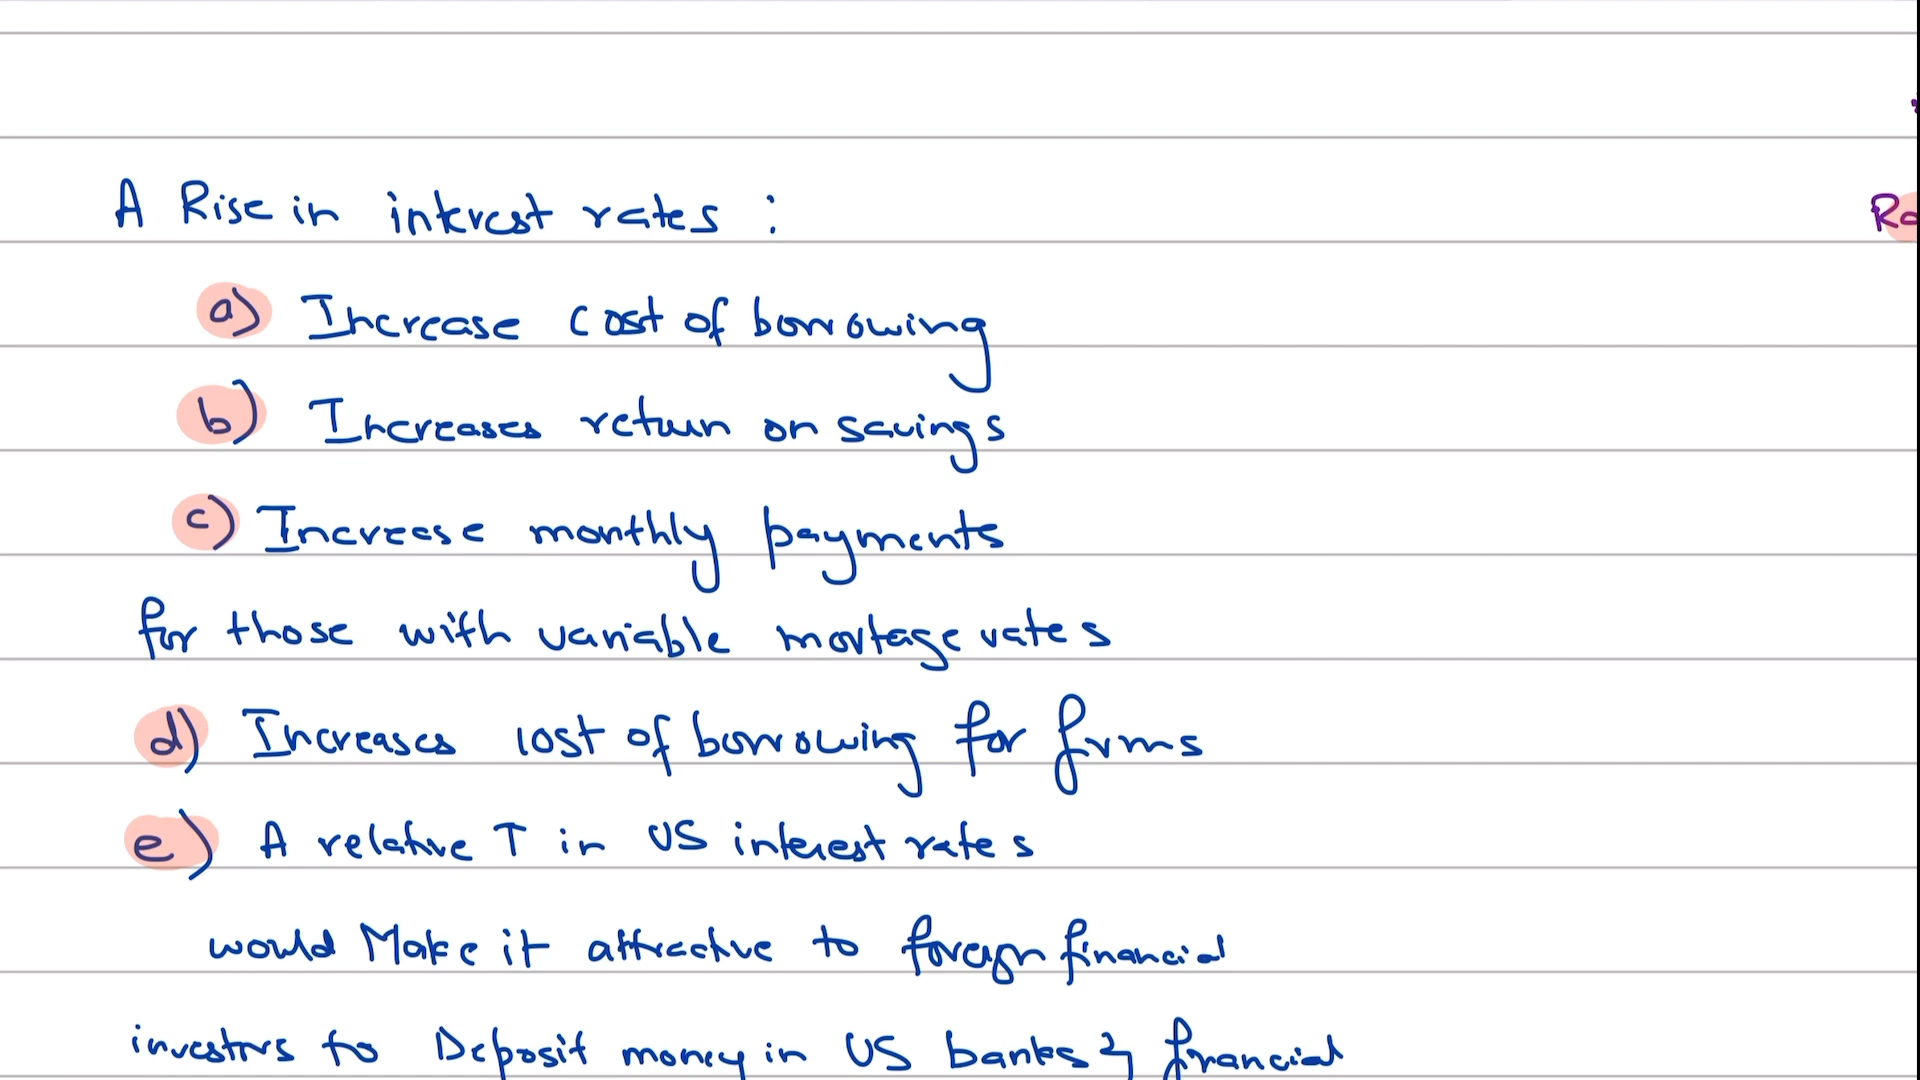 A Rise in interest rates :
Ro
a) Increase cost of borrowing
b) Increases return on savings
c) Increase monthly payments
for those with variable mortage rates
d) Increases cost of borrowing for firms
e) A relative ↑ in US interest rates
would Make it attractive to foreign financial
investors to Deposit money in US banks & financial